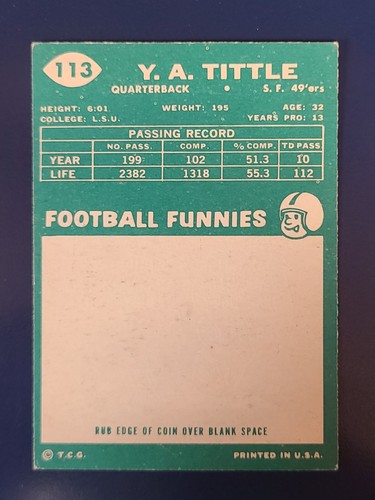 113 Y. A. TITTLE
QUARTERBACK • S. F. 49'ers
HEIGHT: 6:01 WEIGHT: 195 AGE: 32
COLLEGE: L.S.U. YEARS PRO: 13
PASSING RECORD
NO. PASS. COMP. % COMP. TD PASS
YEAR 199 102 51.3 10
LIFE 2382 1318 55.3 112
FOOTBALL FUNNIES
RUB EDGE OF COIN OVER BLANK SPACE
© T.C.G. PRINTED IN U.S.A.